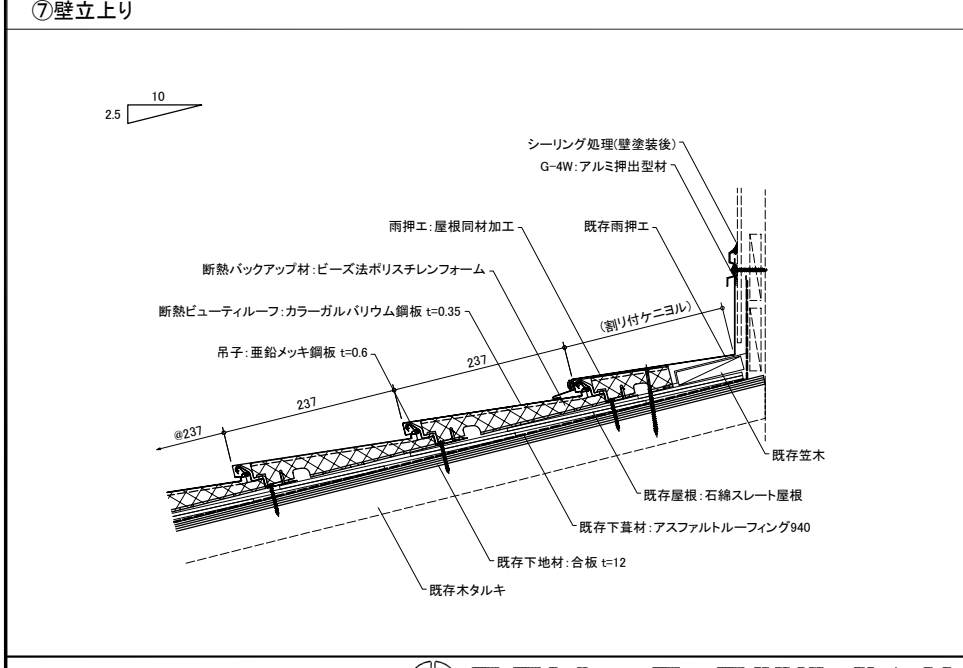 ⑦壁立上り
10
2.5
シーリング処理(壁塗装後)
G-4W:アルミ押出型材
雨押エ:屋根同材加工
既存雨押エ
断熱バックアップ材:ビーズ法ポリスチレンフォーム
断熱ビューティルーフ:カラーガルバリウム鋼板 t=0.35
(割リ付ケニヨル)
吊子:亜鉛メッキ鋼板 t=0.6
237
237
@237
既存笠木
既存屋根:石綿スレート屋根
既存下葺材:アスファルトルーフィング940
既存下地材:合板 t=12
既存木タルキ